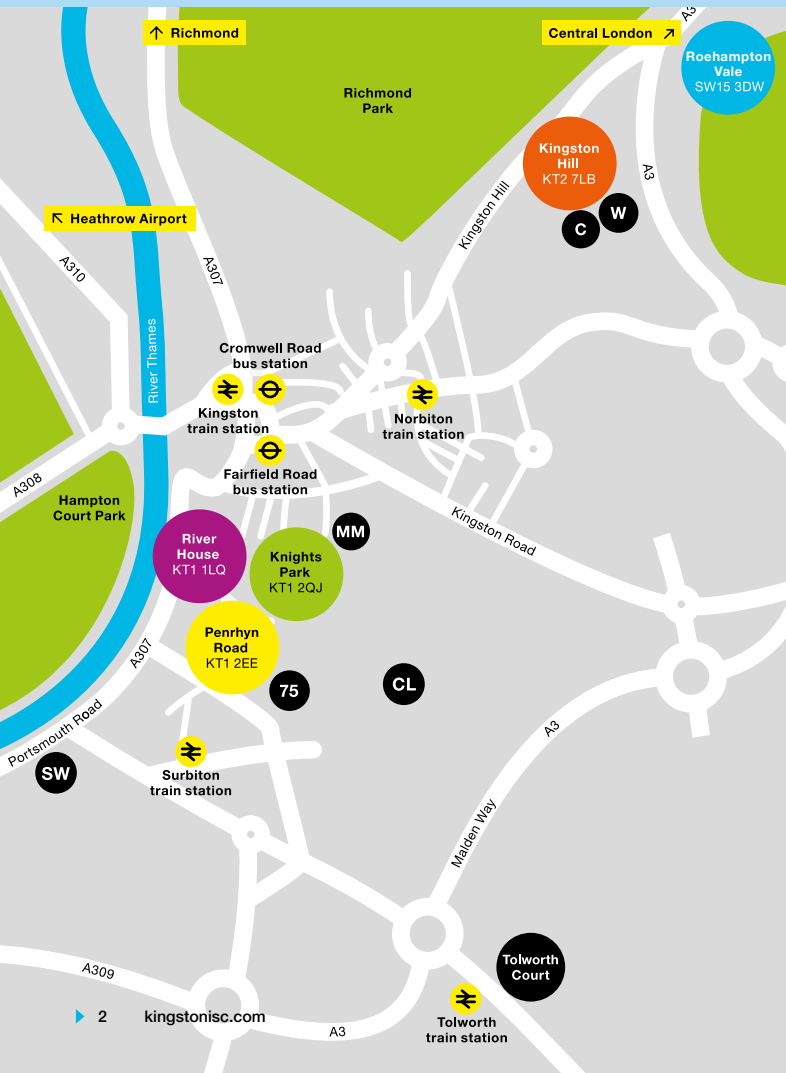 Richmond
Central London
A3
Roehampton
Vale
SW15 3DW
Richmond
Park
Kingston
Hill
KT2 7LB
A3
W
C
Kingston Hill
Heathrow Airport
A310
A307
River Thames
Cromwell Road
bus station
Kingston
train station
Norbiton
train station
Fairfield Road
bus station
A308
Hampton
Court Park
Kingston Road
MM
River
House
KT1 1LQ
Knights
Park
KT1 2QJ
Penrhyn
Road
KT1 2EE
A307
75
CL
Portsmouth Road
A3
SW
Surbiton
train station
Malden Way
A309
Tolworth
Court
Tolworth
train station
A3
2
kingstonisc.com